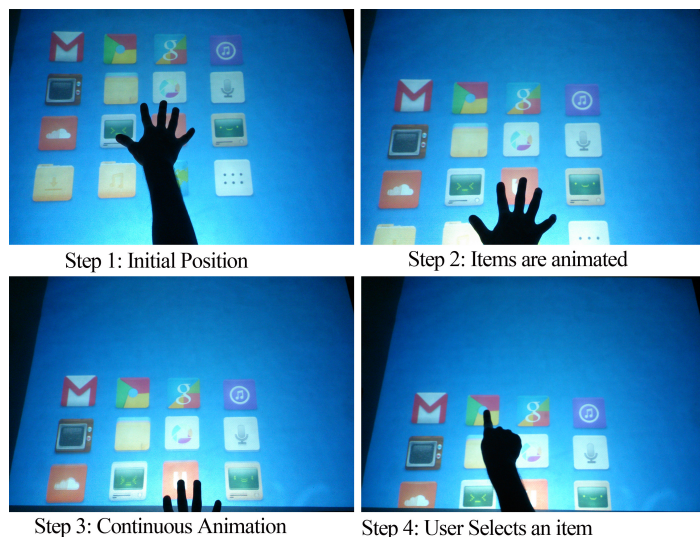 Step 1: Initial Position
Step 2: Items are animated
Step 3: Continuous Animation
Step 4: User Selects an item